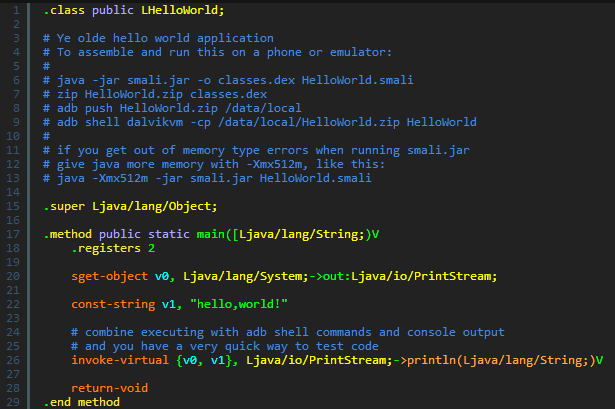 1 .class public LHelloWorld;
2
3 # Ye olde hello world application
4 # To assemble and run this on a phone or emulator:
5 #
6 # java -jar smali.jar -o classes.dex HelloWorld.smali
7 # zip HelloWorld.zip classes.dex
8 # adb push HelloWorld.zip /data/local
9 # adb shell dalvikvm -cp /data/local/HelloWorld.zip HelloWorld
10 #
11 # if you get out of memory type errors when running smali.jar
12 # give java more memory with -Xmx512m, like this:
13 # java -Xmx512m -jar smali.jar HelloWorld.smali
14
15 .super Ljava/lang/Object;
16
17 .method public static main([Ljava/lang/String;)V
18     .registers 2
19
20     sget-object v0, Ljava/lang/System;->out:Ljava/io/PrintStream;
21
22     const-string v1, "hello,world!"
23
24     # combine executing with adb shell commands and console output
25     # and you have a very quick way to test code
26     invoke-virtual {v0, v1}, Ljava/io/PrintStream;->println(Ljava/lang/String;)V
27
28     return-void
29 .end method